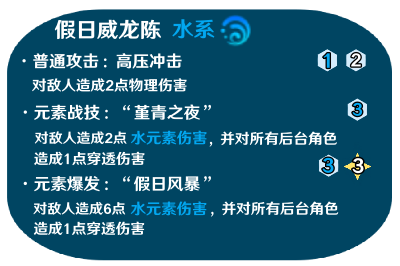 假日威龙陈 水系
·普通攻击：高压冲击 1 2
对敌人造成2点物理伤害
·元素战技：“堇青之夜” 3
对敌人造成2点 水元素伤害，并对所有后台角色
造成1点穿透伤害
·元素爆发：“假日风暴” 3 3
对敌人造成6点 水元素伤害，并对所有后台角色
造成1点穿透伤害